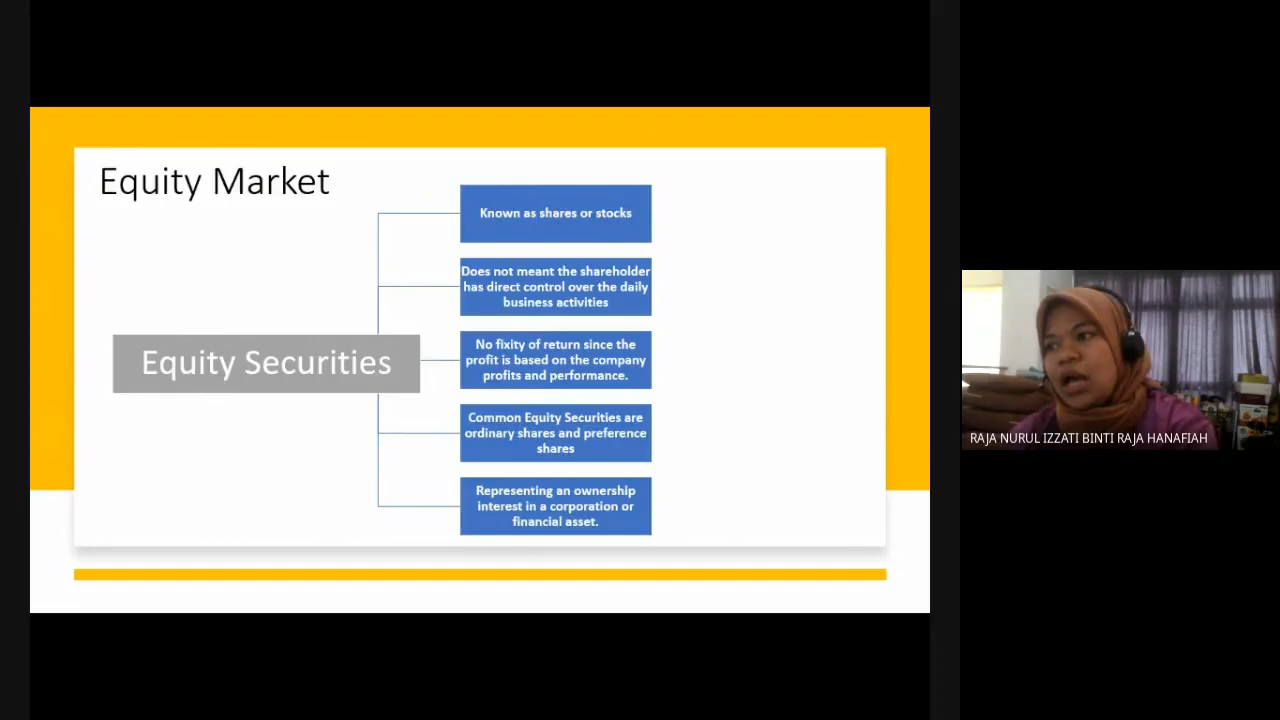 Equity Market
Equity Securities
Known as shares or stocks
Does not meant the shareholder
has direct control over the daily
business activities
No fixity of return since the
profit is based on the company
profits and performance.
Common Equity Securities are
ordinary shares and preference
shares
Representing an ownership
interest in a corporation or
financial asset.
RAJA NURUL IZZATI BINTI RAJA HANAFIAH